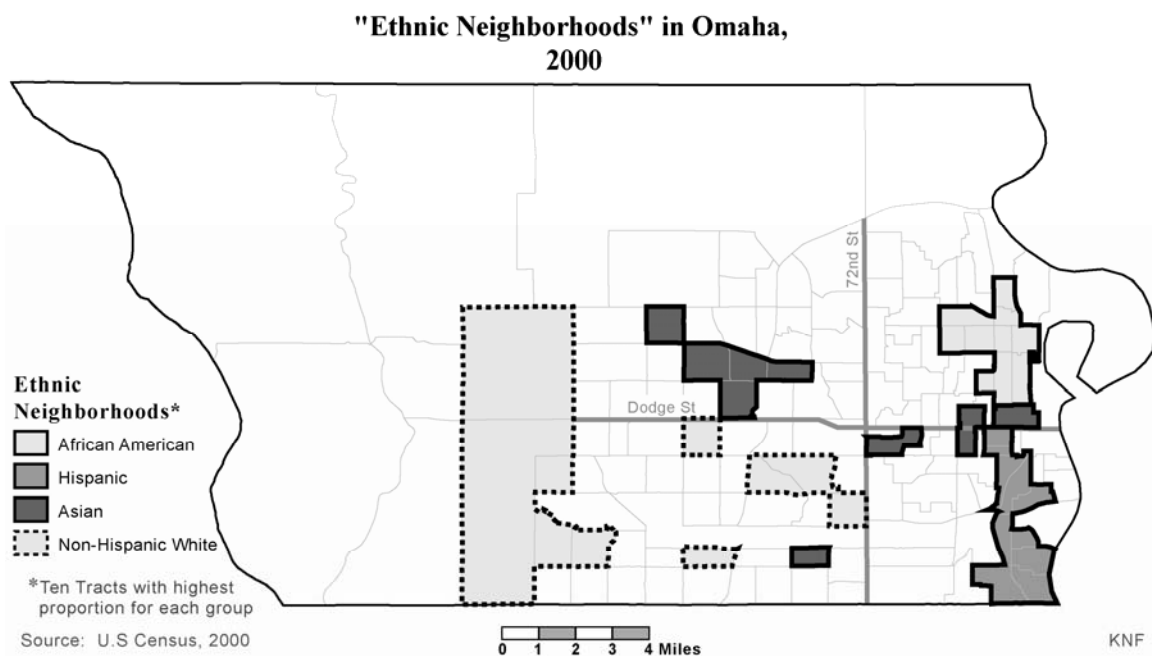 "Ethnic Neighborhoods" in Omaha,
2000
72nd St
Dodge St
Ethnic
Neighborhoods*
African American
Hispanic
Asian
Non-Hispanic White
*Ten Tracts with highest
proportion for each group
Source: U.S Census, 2000
0 1 2 3 4 Miles
KNF